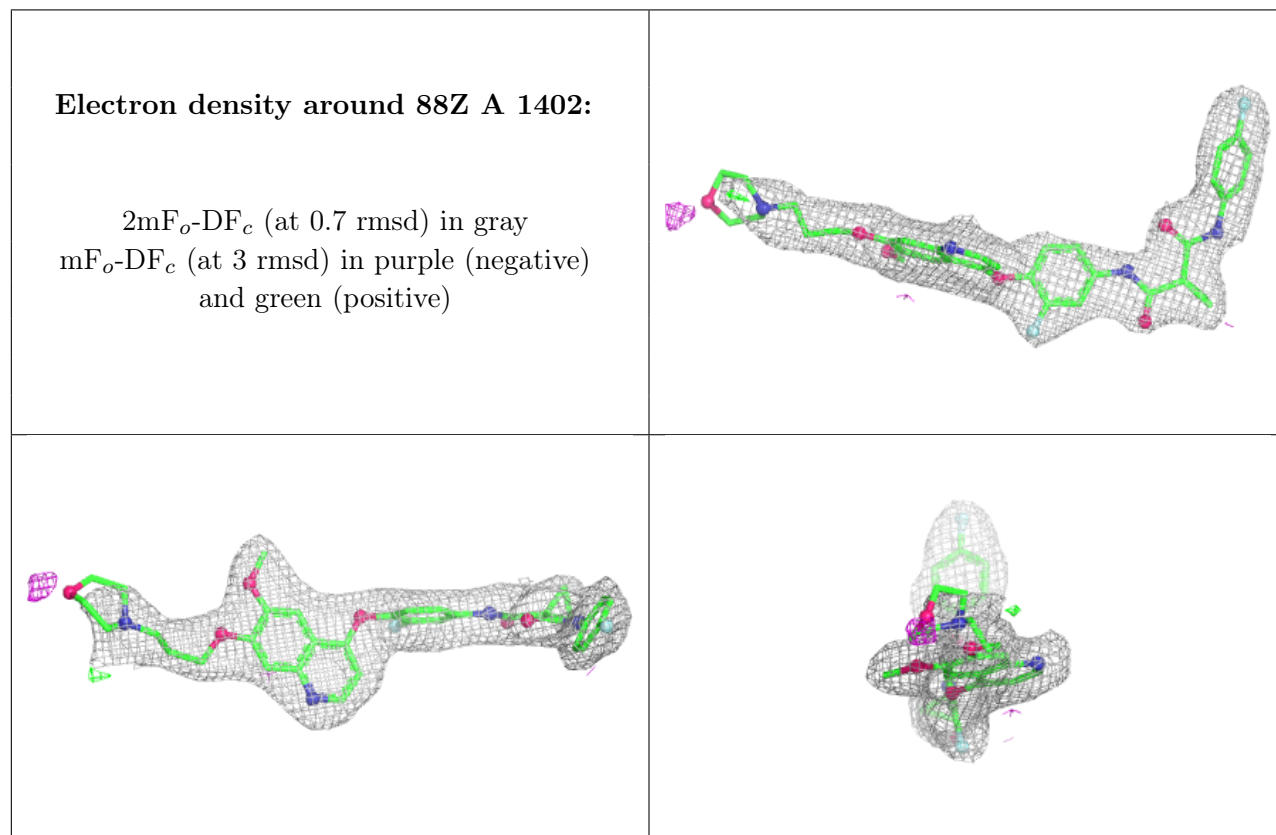 Electron density around 88Z A 1402:
2mFₒ-DF𝒸 (at 0.7 rmsd) in gray
mFₒ-DF𝒸 (at 3 rmsd) in purple (negative)
and green (positive)